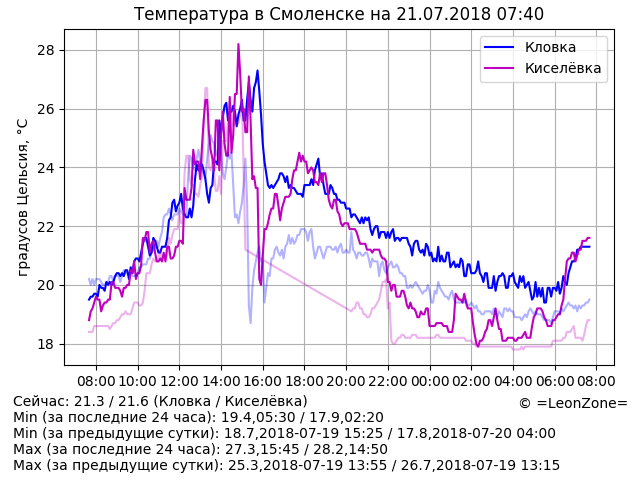 Температура в Смоленске на 21.07.2018 07:40
градусов Цельсия, °C
28
26
24
22
20
18
Кловка
Киселёвка
08:00 10:00 12:00 14:00 16:00 18:00 20:00 22:00 00:00 02:00 04:00 06:00 08:00
Сейчас: 21.3 / 21.6 (Кловка / Киселёвка)
© =LeonZone=
Min (за последние 24 часа): 19.4,05:30 / 17.9,02:20
Min (за предыдущие сутки): 18.7,2018-07-19 15:25 / 17.8,2018-07-20 04:00
Max (за последние 24 часа): 27.3,15:45 / 28.2,14:50
Max (за предыдущие сутки): 25.3,2018-07-19 13:55 / 26.7,2018-07-19 13:15